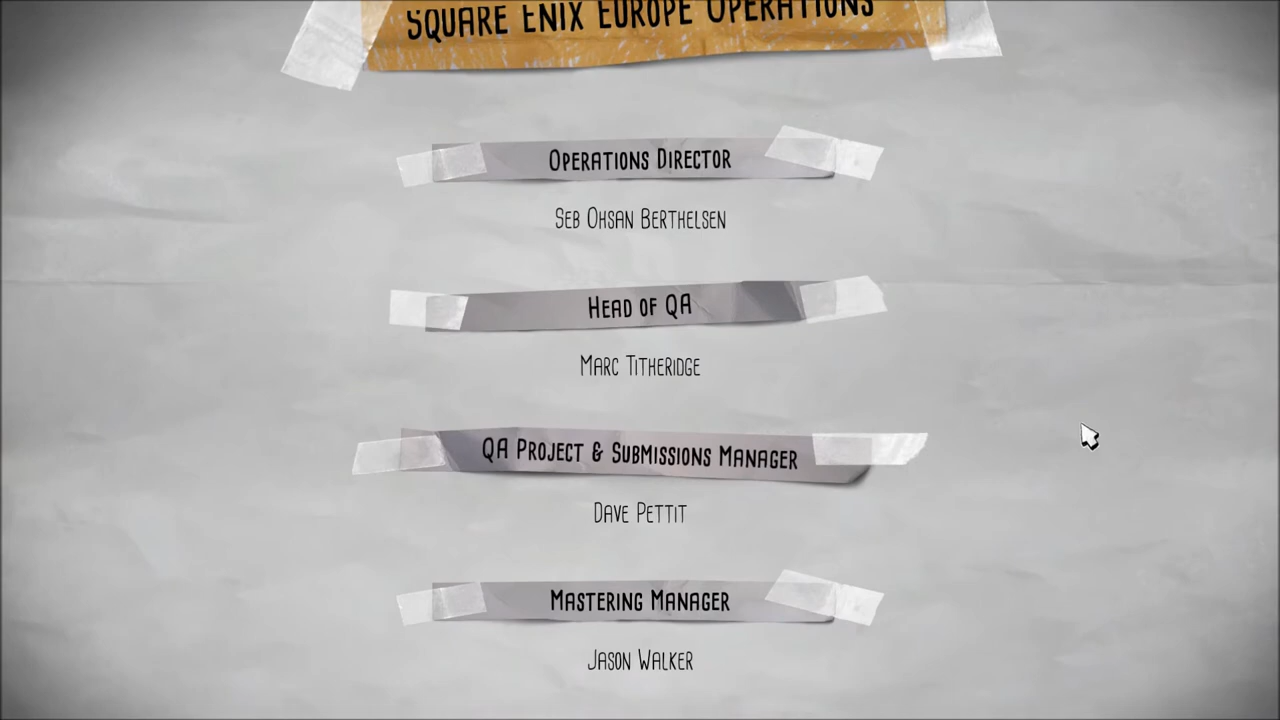 Square Enix Europe Operations
Operations Director
Seb Ohsan Berthelsen
Head of QA
Marc Titheridge
QA Project & Submissions Manager
Dave Pettit
Mastering Manager
Jason Walker